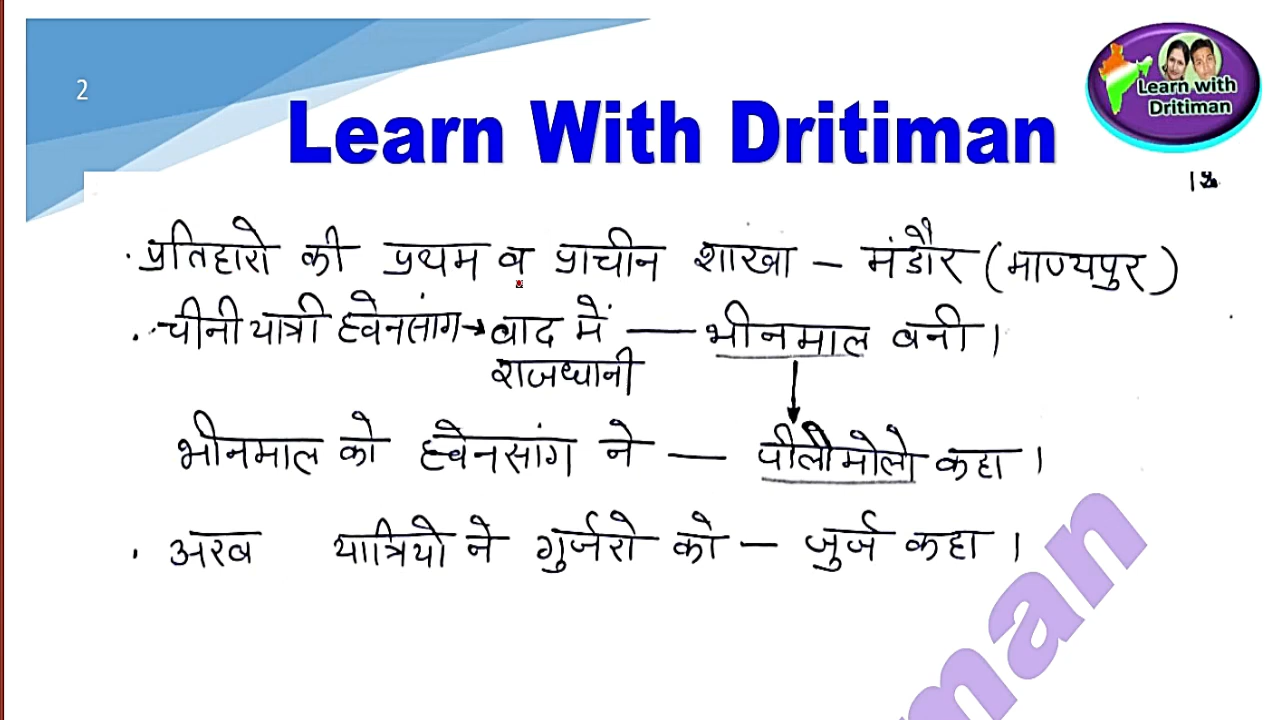 2
Learn with
Dritiman
Learn With Dritiman
· प्रतिहारो की प्रथम व प्राचीन शाखा – मंडौर (माण्यपुर)
· चीनी यात्री ह्वेनसांग → बाद में — भीनमाल बनी।
राजधानी
भीनमाल को ह्वेनसांग ने — पीलीमोलो कहा।
· अरब यात्रियो ने गुर्जरो को – जुर्ज कहा।
man